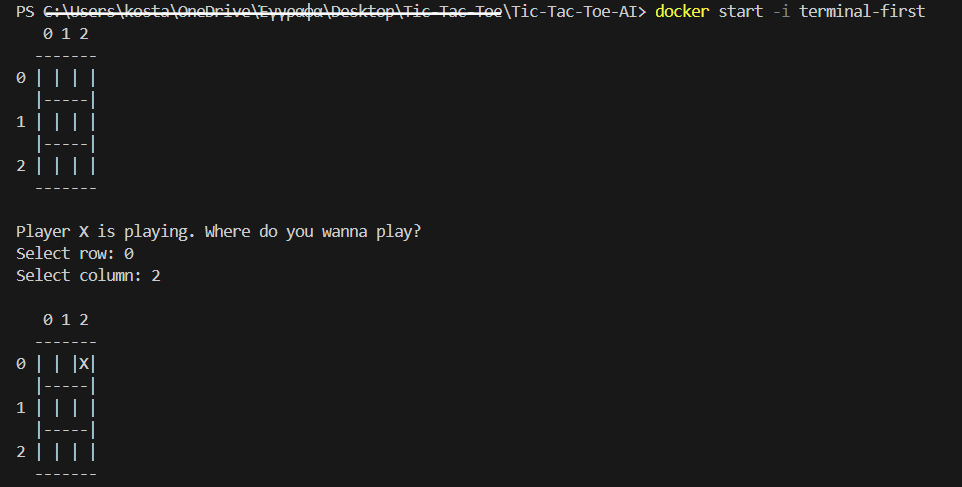 PS C:\Users\kosta\OneDrive\Έγγραφα\Desktop\Tic-Tac-Toe\Tic-Tac-Toe-AI> docker start -i terminal-first
   0 1 2
  -------
0 | | | |
  |-----|
1 | | | |
  |-----|
2 | | | |
  -------
Player X is playing. Where do you wanna play?
Select row: 0
Select column: 2
   0 1 2
  -------
0 | | |X|
  |-----|
1 | | | |
  |-----|
2 | | | |
  -------